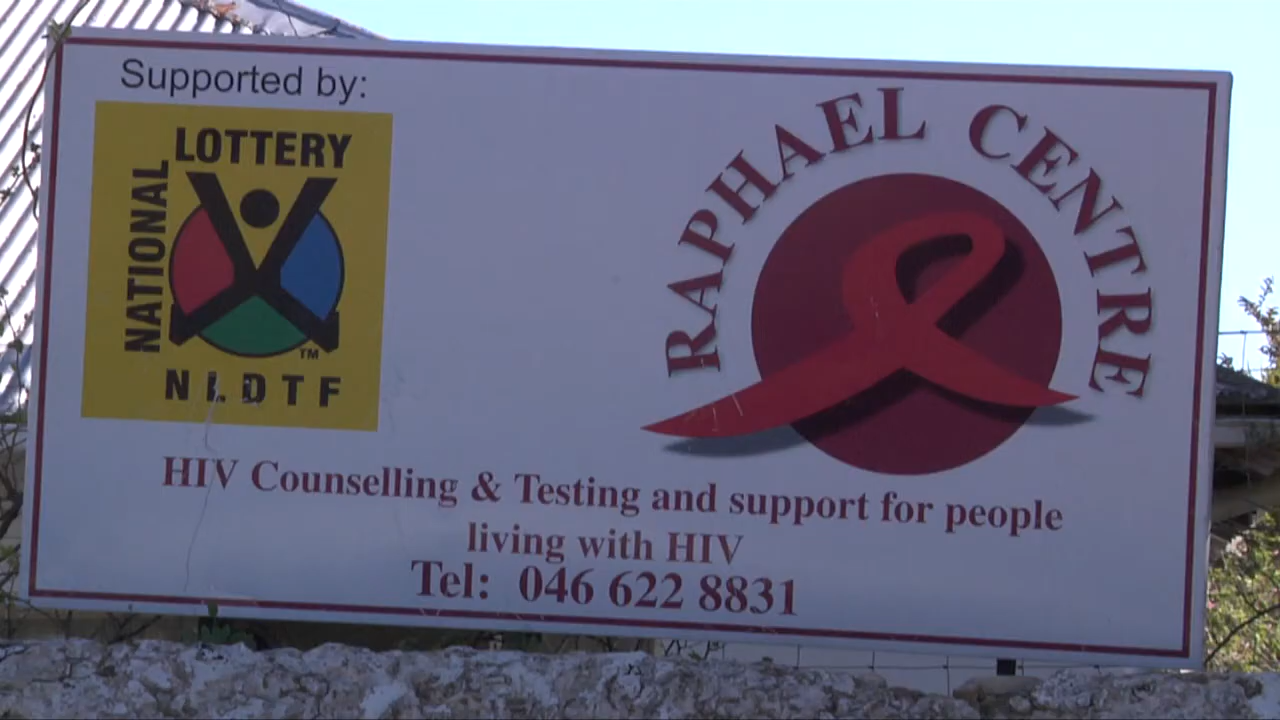 Supported by:
NATIONAL
LOTTERY
TM
NLDTF
RAPHAEL CENTRE
HIV Counselling & Testing and support for people
living with HIV
Tel: 046 622 8831